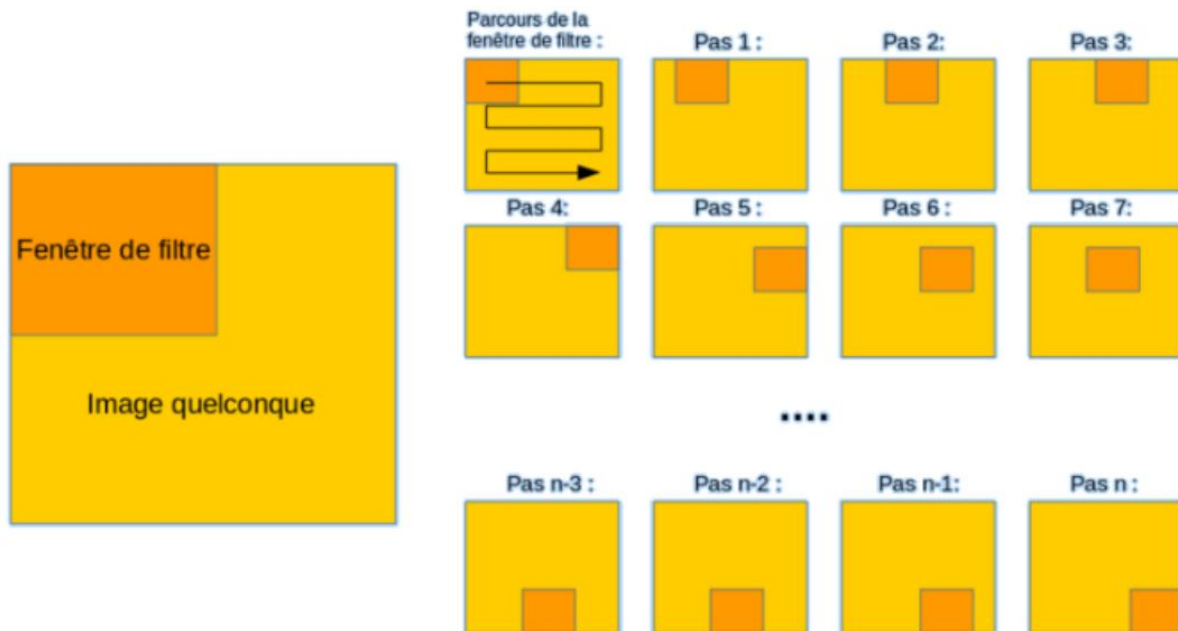 Parcours de la
fenêtre de filtre :
Pas 1 :
Pas 2 :
Pas 3:
Fenêtre de filtre
Image quelconque
Pas 4:
Pas 5 :
Pas 6 :
Pas 7:
....
Pas n-3 :
Pas n-2 :
Pas n-1:
Pas n :